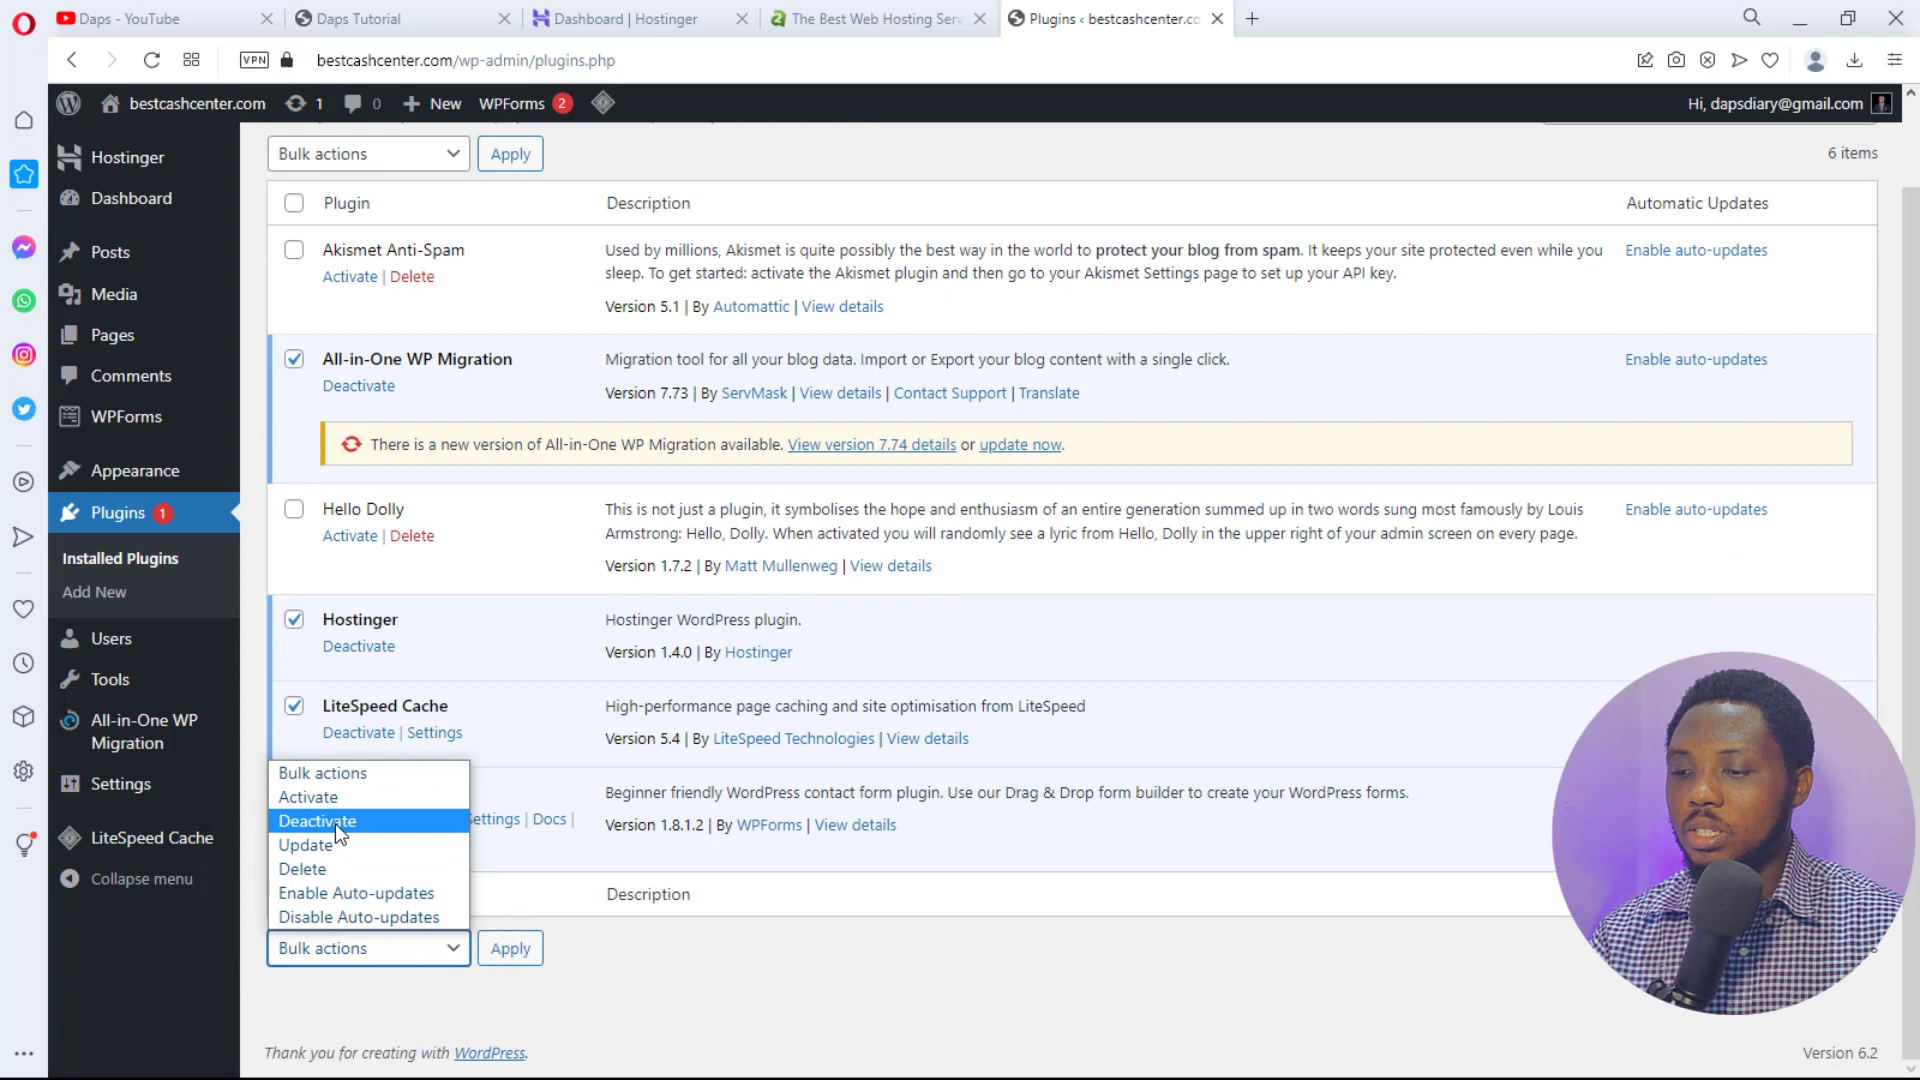 Daps - YouTube
Daps Tutorial
Dashboard | Hostinger
The Best Web Hosting Serv
Plugins ‹ bestcashcenter.co
VPN
bestcashcenter.com/wp-admin/plugins.php
bestcashcenter.com
1
0
New
WPForms 2
Hi, dapsdiary@gmail.com
Hostinger
Dashboard
Posts
Media
Pages
Comments
WPForms
Appearance
Plugins 1
Installed Plugins
Add New
Users
Tools
All-in-One WP
Migration
Settings
LiteSpeed Cache
Collapse menu
Bulk actions
Apply
6 items
Plugin
Description
Automatic Updates
Akismet Anti-Spam
Activate | Delete
Used by millions, Akismet is quite possibly the best way in the world to protect your blog from spam. It keeps your site protected even while you
sleep. To get started: activate the Akismet plugin and then go to your Akismet Settings page to set up your API key.
Version 5.1 | By Automattic | View details
Enable auto-updates
All-in-One WP Migration
Deactivate
Migration tool for all your blog data. Import or Export your blog content with a single click.
Version 7.73 | By ServMask | View details | Contact Support | Translate
Enable auto-updates
There is a new version of All-in-One WP Migration available. View version 7.74 details or update now.
Hello Dolly
Activate | Delete
This is not just a plugin, it symbolises the hope and enthusiasm of an entire generation summed up in two words sung most famously by Louis
Armstrong: Hello, Dolly. When activated you will randomly see a lyric from Hello, Dolly in the upper right of your admin screen on every page.
Version 1.7.2 | By Matt Mullenweg | View details
Enable auto-updates
Hostinger
Deactivate
Hostinger WordPress plugin.
Version 1.4.0 | By Hostinger
LiteSpeed Cache
Deactivate | Settings
High-performance page caching and site optimisation from LiteSpeed
Version 5.4 | By LiteSpeed Technologies | View details
Settings | Docs |
Beginner friendly WordPress contact form plugin. Use our Drag & Drop form builder to create your WordPress forms.
Version 1.8.1.2 | By WPForms | View details
Bulk actions
Activate
Deactivate
Update
Delete
Enable Auto-updates
Disable Auto-updates
Description
Bulk actions
Apply
Thank you for creating with WordPress.
Version 6.2